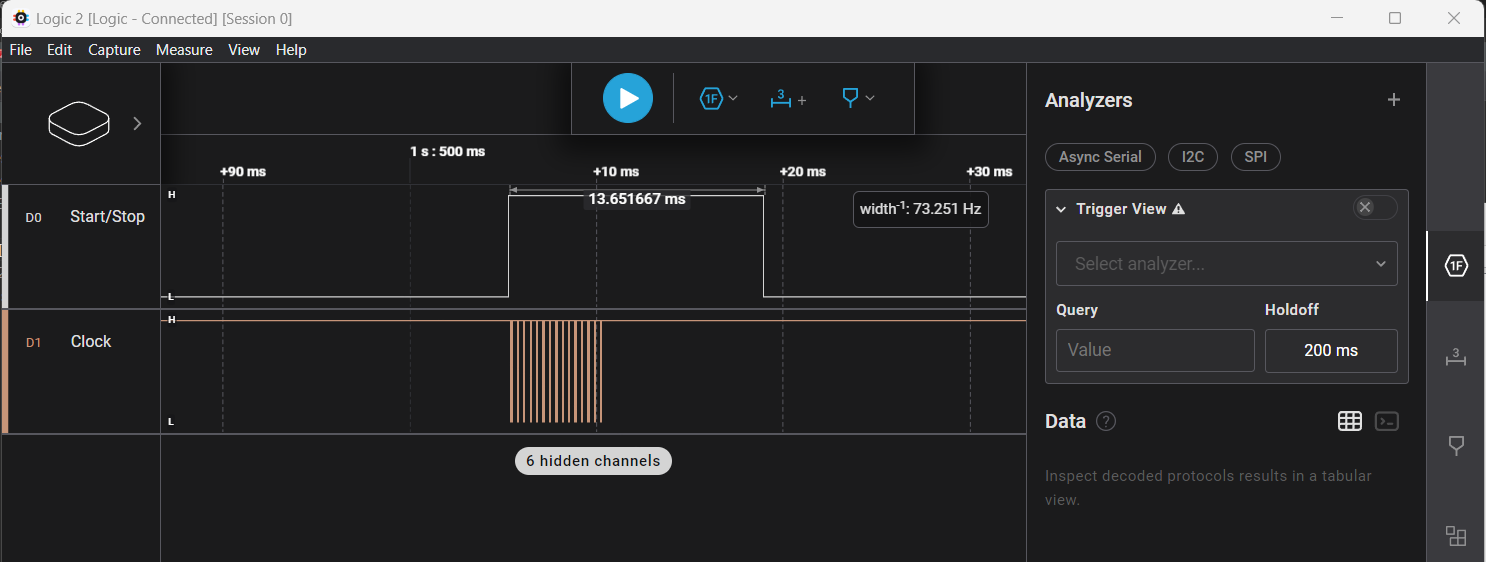 Logic 2 [Logic - Connected] [Session 0]
File Edit Capture Measure View Help
1F
3
+
1 s : 500 ms
+90 ms
+10 ms
+20 ms
+30 ms
D0 Start/Stop
H
L
13.651667 ms
width-1: 73.251 Hz
D1 Clock
H
L
6 hidden channels
Analyzers +
Async Serial I2C SPI
Trigger View
Select analyzer...
Query Holdoff
Value 200 ms
Data ?
Inspect decoded protocols results in a tabular
view.
1F
3